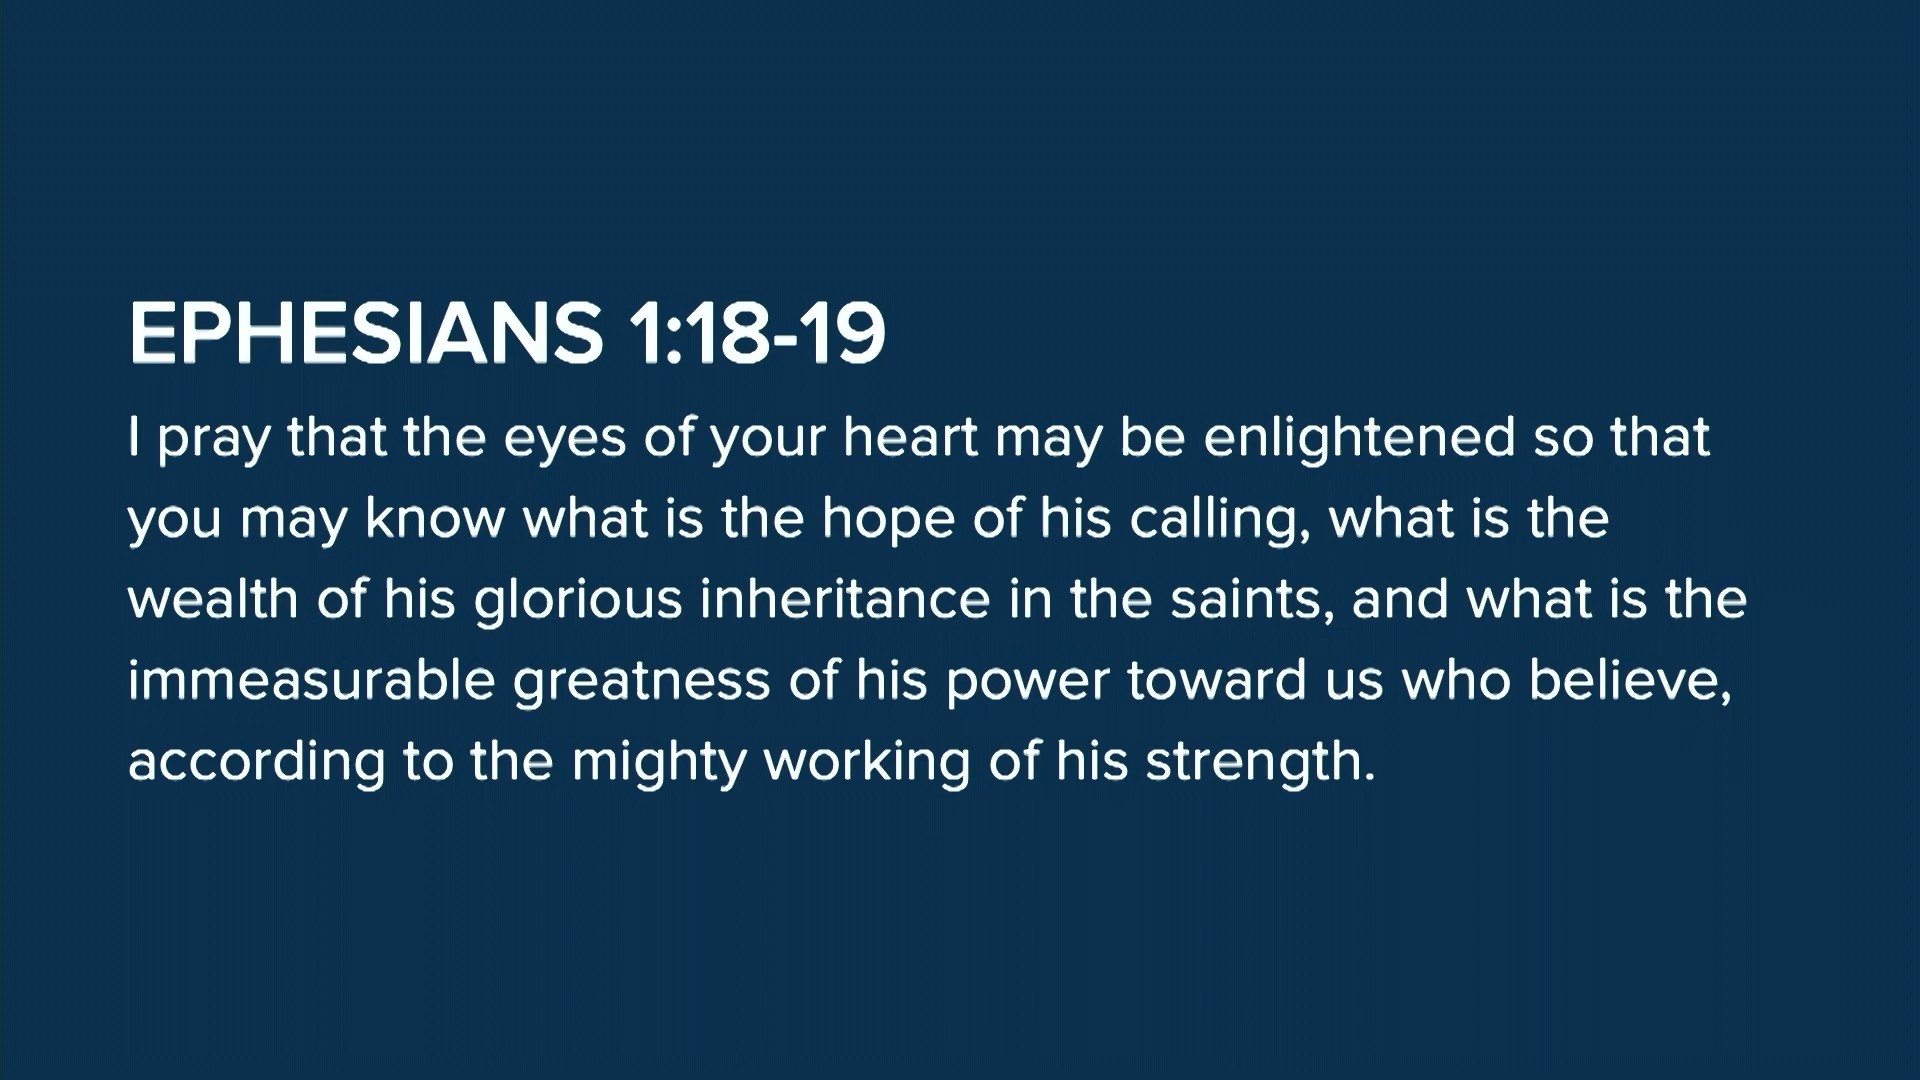 EPHESIANS 1:18-19
I pray that the eyes of your heart may be enlightened so that
you may know what is the hope of his calling, what is the
wealth of his glorious inheritance in the saints, and what is the
immeasurable greatness of his power toward us who believe,
according to the mighty working of his strength.